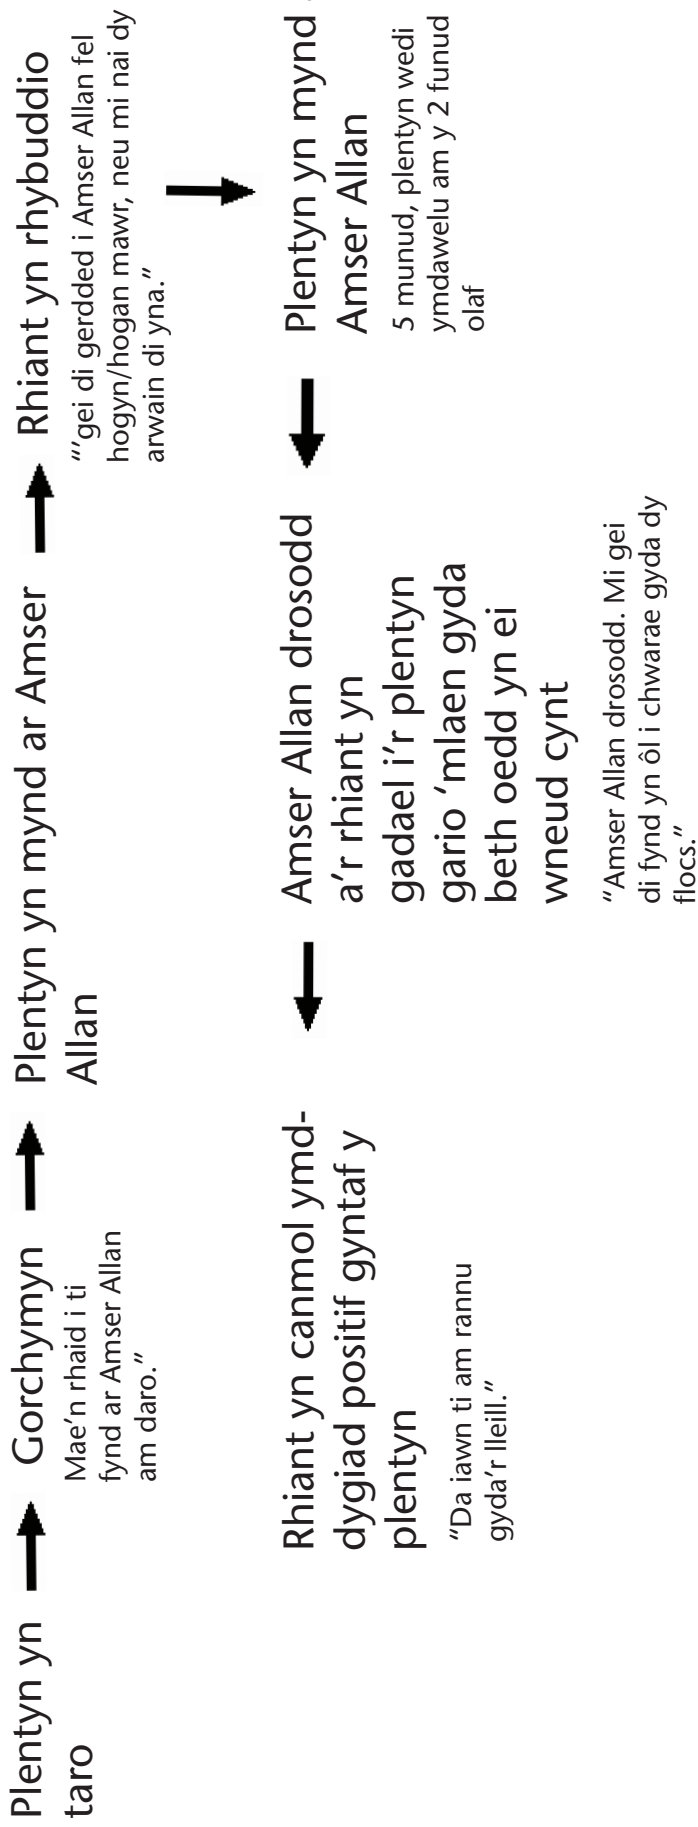 Plentyn yn
taro
Gorchymyn
Mae'n rhaid i ti
fynd ar Amser Allan
am daro."
Plentyn yn mynd ar Amser
Allan
Rhiant yn rhybuddio
"'gei di gerdded i Amser Allan fel
hogyn/hogan mawr, neu mi nai dy
arwain di yna."
Plentyn yn mynd
Amser Allan
5 munud, plentyn wedi
ymdawelu am y 2 funud
olaf
Amser Allan drosodd
a'r rhiant yn
gadael i'r plentyn
gario 'mlaen gyda
beth oedd yn ei
wneud cynt
"Amser Allan drosodd. Mi gei
di fynd yn ôl i chwarae gyda dy
flocs."
Rhiant yn canmol ymd-
dygiad positif gyntaf y
plentyn
"Da iawn ti am rannu
gyda'r lleill."